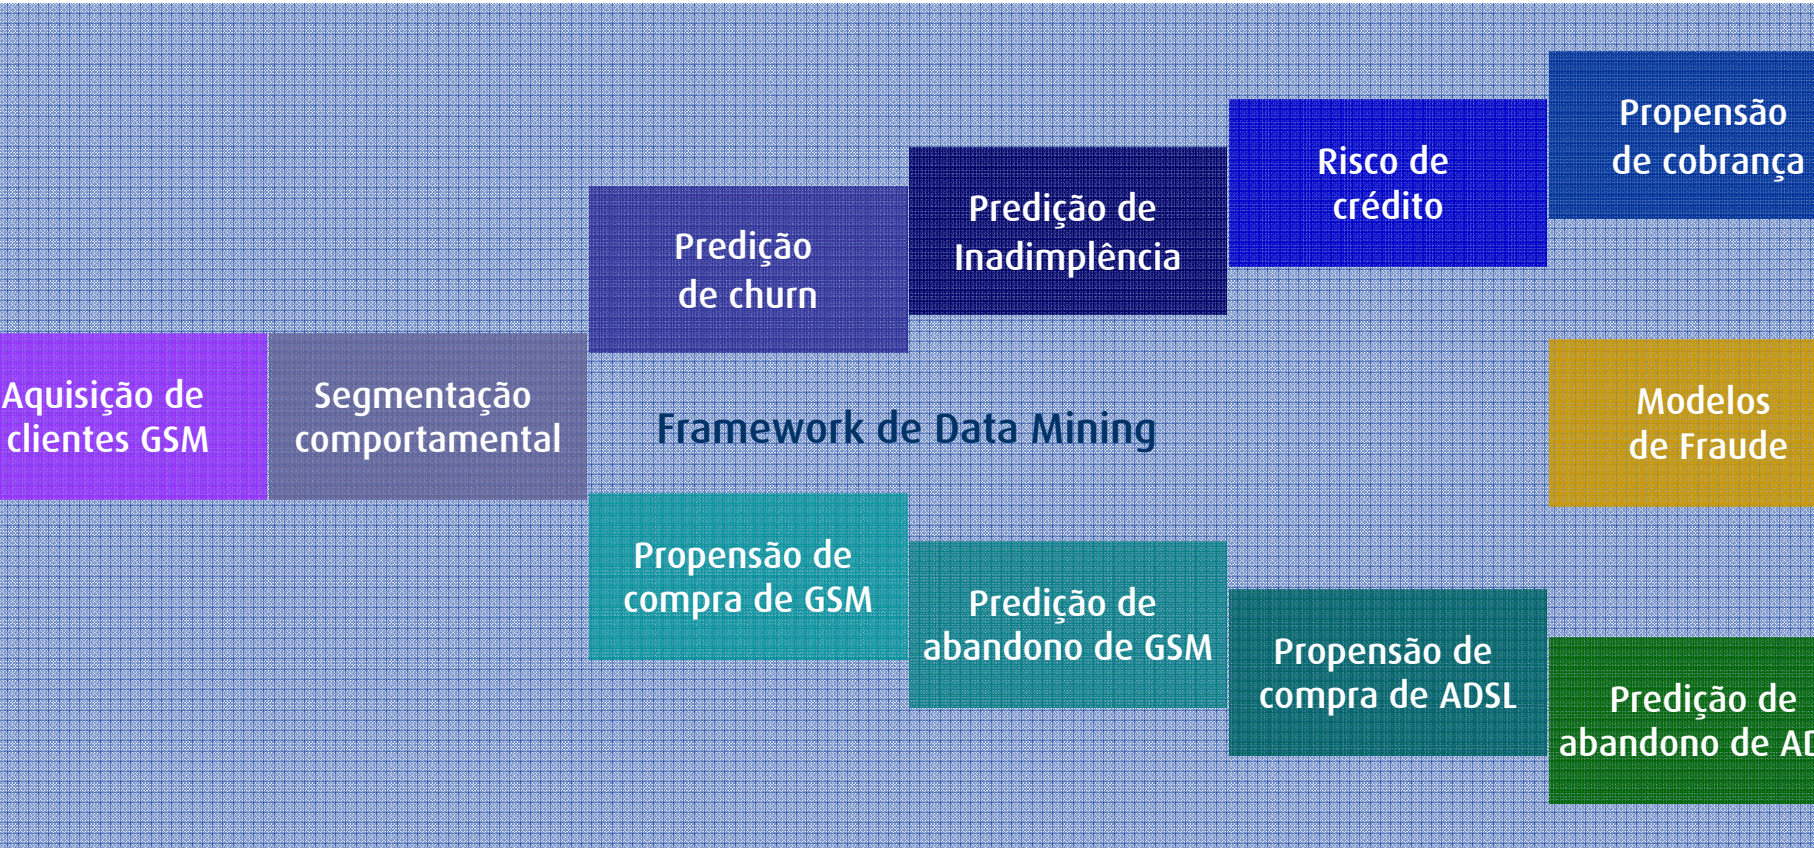 Propensão
de cobrança
Risco de
crédito
Predição de
Inadimplência
Predição
de churn
Aquisição de
clientes GSM
Segmentação
comportamental
Framework de Data Mining
Modelos
de Fraude
Propensão de
compra de GSM
Predição de
abandono de GSM
Propensão de
compra de ADSL
Predição de
abandono de